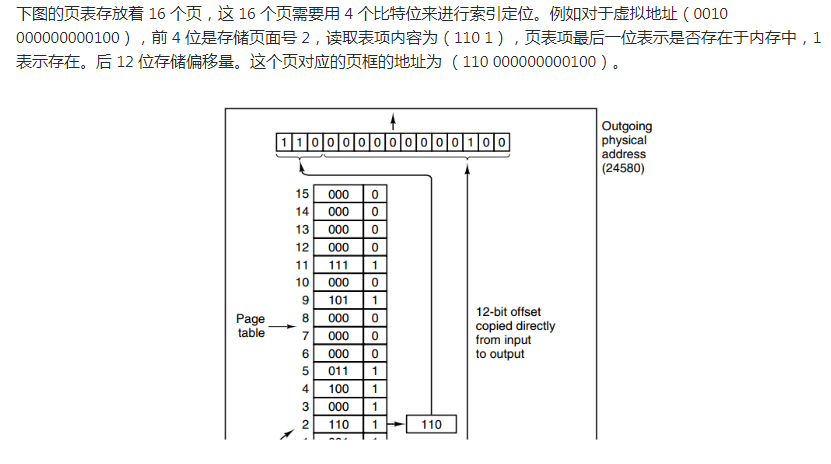 下图的页表存放着 16 个页，这 16 个页需要用 4 个比特位来进行索引定位。例如对于虚拟地址（0010
000000000100），前 4 位是存储页面号 2，读取表项内容为（110 1），页表项最后一位表示是否存在于内存中，1
表示存在。后 12 位存储偏移量。这个页对应的页框的地址为 （110 000000000100）。
1 1 0 0 0 0 0 0 0 0 0 0 1 0 0
Outgoing
physical
address
(24580)
15 000 0
14 000 0
13 000 0
12 000 0
11 111 1
10 000 0
9 101 1
8 000 0
7 000 0
6 000 0
5 011 1
4 100 1
3 000 1
2 110 1
110
Page
table
12-bit offset
copied directly
from input
to output